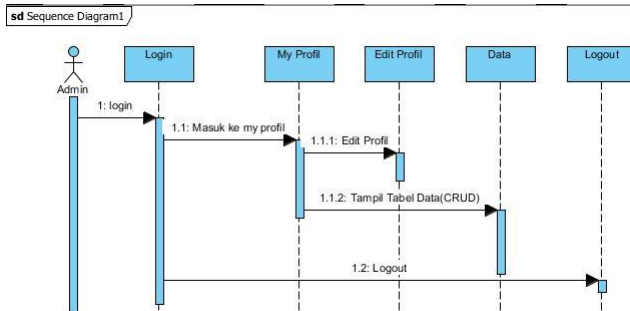 sd Sequence Diagram1
Login
My Profil
Edit Profil
Data
Logout
Admin
1: login
1.1: Masuk ke my profil
1.1.1: Edit Profil
1.1.2: Tampil Tabel Data(CRUD)
1.2: Logout